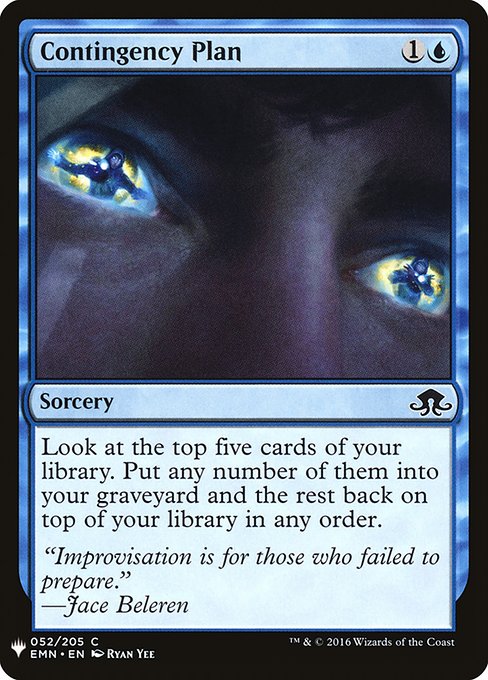 Contingency Plan
1
Sorcery
Look at the top five cards of your
library. Put any number of them into
your graveyard and the rest back on
top of your library in any order.
“Improvisation is for those who failed to
prepare.”
—Jace Beleren
052/205 C
EMN • EN Ryan Yee
™ & © 2016 Wizards of the Coast